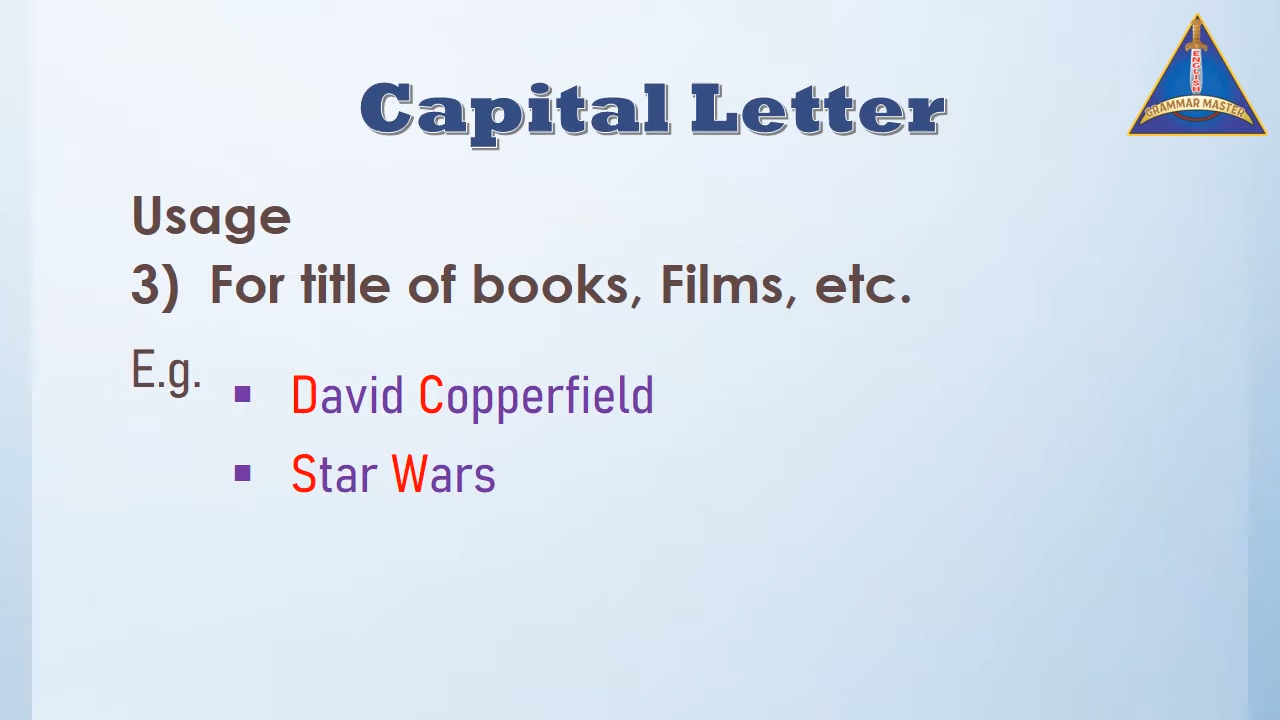 Capital Letter
ENGLISH
GRAMMAR MASTER
Usage
3) For title of books, Films, etc.
E.g.
▪ David Copperfield
▪ Star Wars